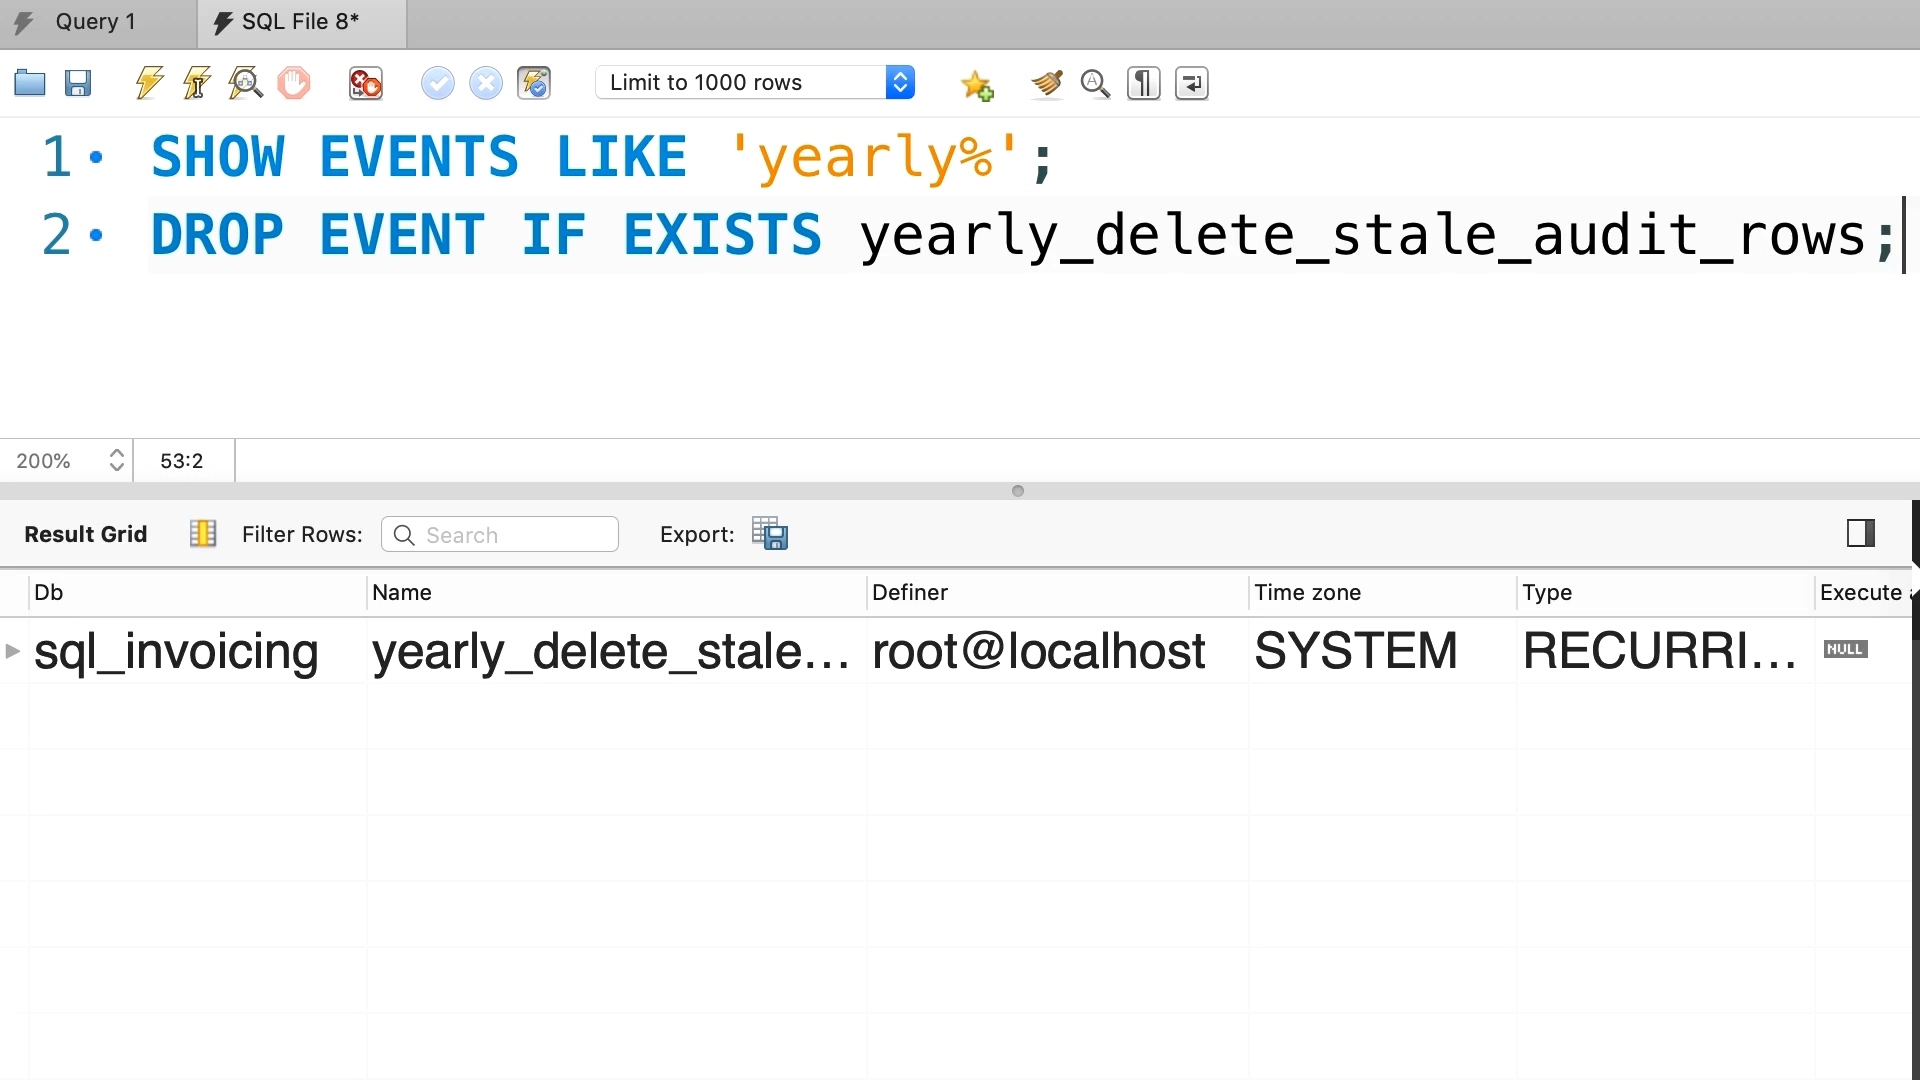 Query 1
SQL File 8*
Limit to 1000 rows
1 SHOW EVENTS LIKE 'yearly%';
2 DROP EVENT IF EXISTS yearly_delete_stale_audit_rows;
200% 53:2
Result Grid Filter Rows: Search Export:
Db Name Definer Time zone Type Execute
sql_invoicing yearly_delete_stale... root@localhost SYSTEM RECURRI... NULL